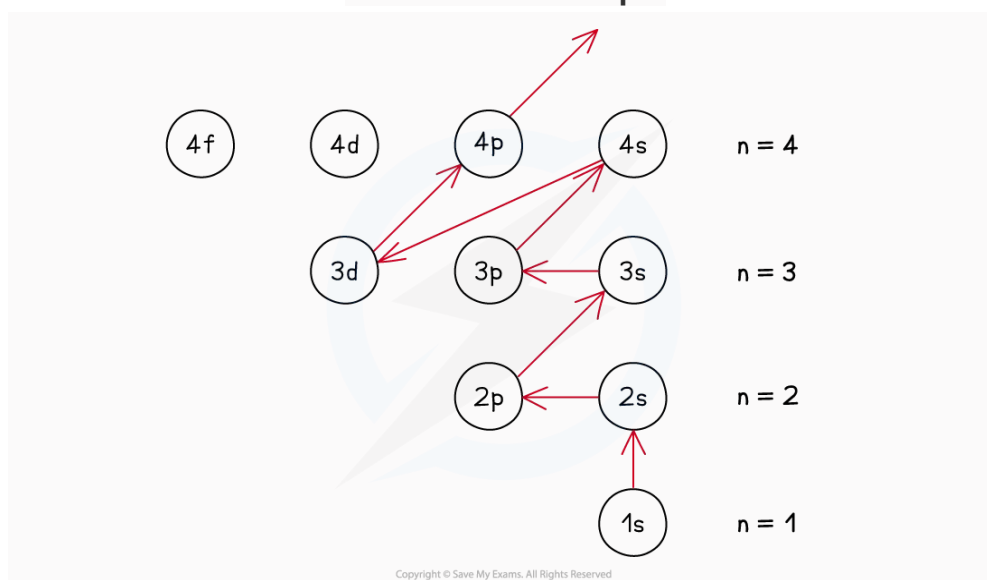 4f 4d 4p 4s n = 4
3d 3p 3s n = 3
2p 2s n = 2
1s n = 1
Copyright © Save My Exams. All Rights Reserved